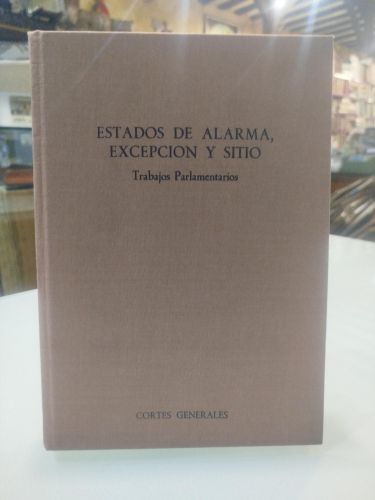 ESTADOS DE ALARMA,
EXCEPCION Y SITIO
Trabajos Parlamentarios
CORTES GENERALES